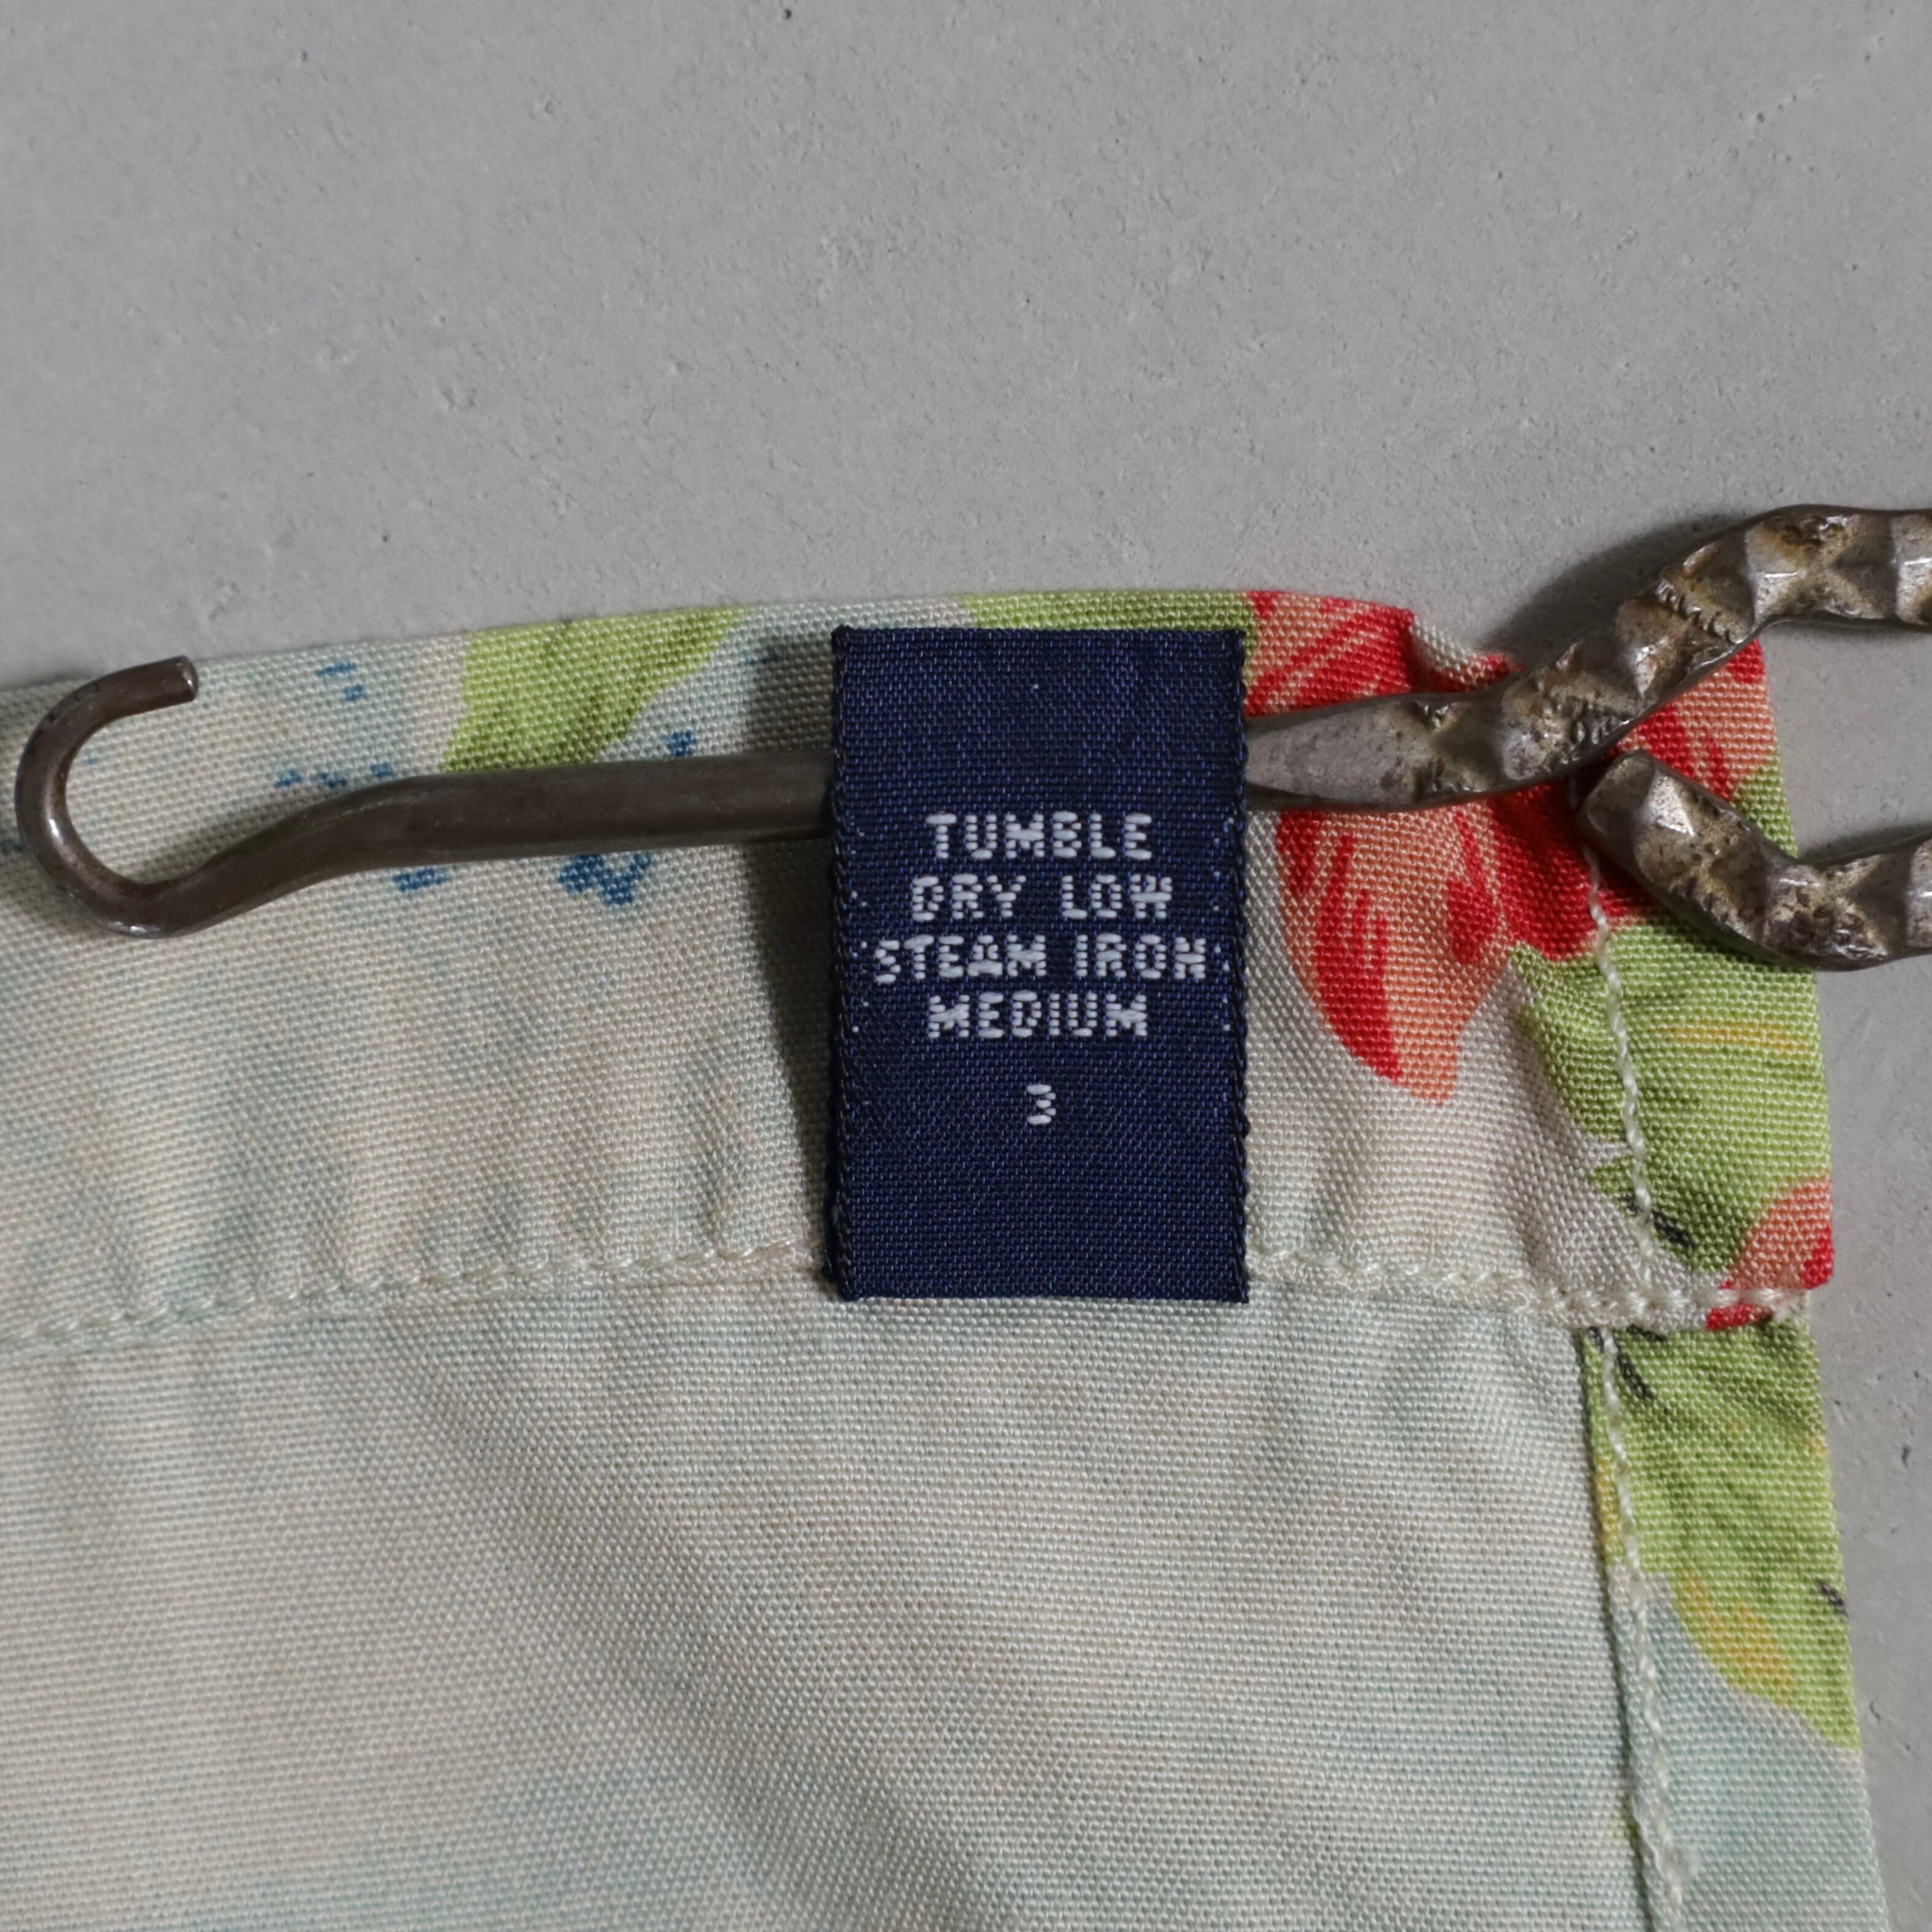 TUMBLE
DRY LOW
STEAM IRON
MEDIUM
3